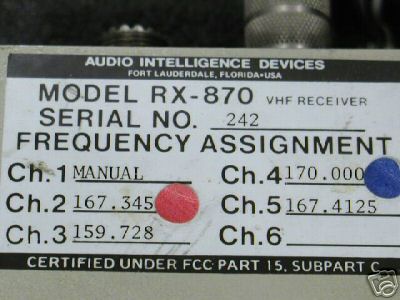 AUDIO INTELLIGENCE DEVICES
FORT LAUDERDALE, FLORIDA•USA
MODEL RX-870 VHF RECEIVER
SERIAL NO. 242
FREQUENCY ASSIGNMENT
Ch.1 MANUAL Ch.4 170.000
Ch.2 167.345 Ch.5 167.4125
Ch.3 159.728 Ch.6
CERTIFIED UNDER FCC PART 15, SUBPART C